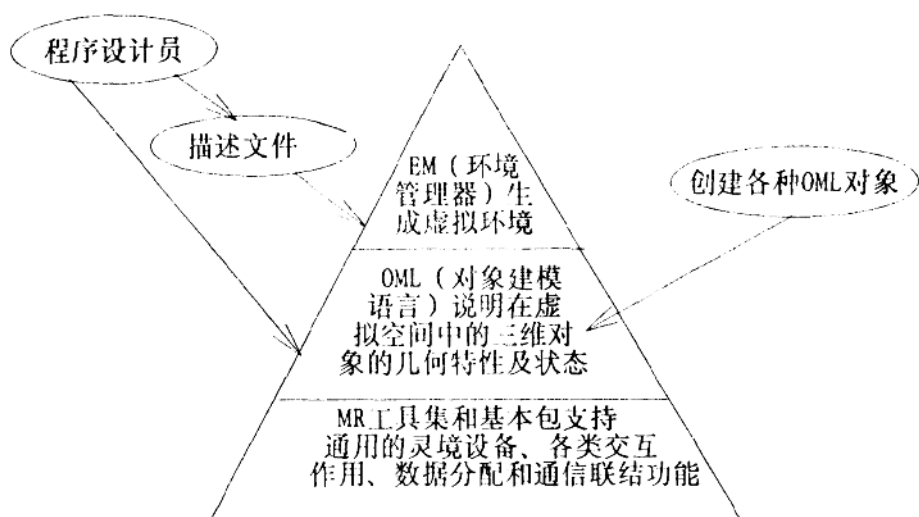 程序设计员
描述文件
EM（环境
管理器）生
成虚拟环境
创建各种OML对象
OML（对象建模
语言）说明在虚
拟空间中的三维对
象的几何特性及状态
MR工具集和基本包支持
通用的灵境设备、各类交互
作用、数据分配和通信联结功能